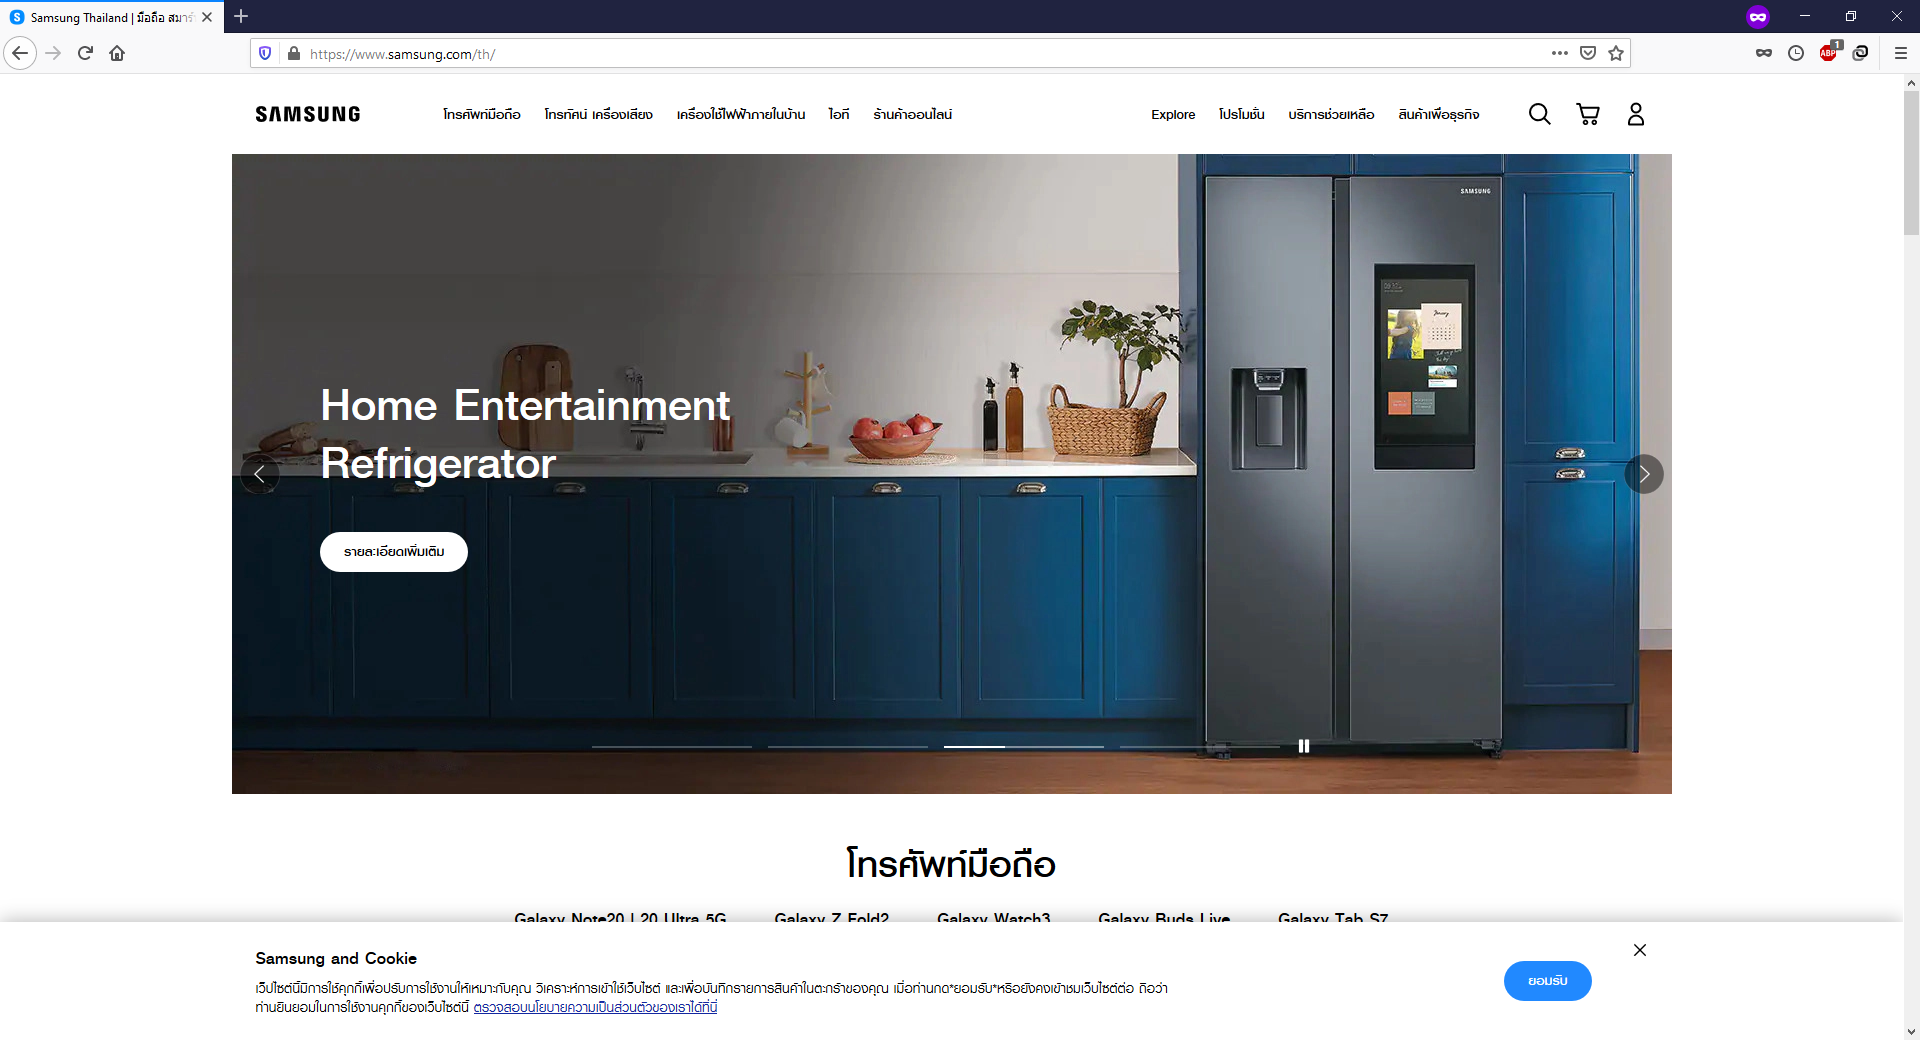 Samsung Thailand | มือถือ สมาร์
https://www.samsung.com/th/
ABP
1
SAMSUNG
โทรศัพท์มือถือ
โทรทัศน์ เครื่องเสียง
เครื่องใช้ไฟฟ้าภายในบ้าน
ไอที
ร้านค้าออนไลน์
Explore
โปรโมชั่น
บริการช่วยเหลือ
สินค้าเพื่อธุรกิจ
SAMSUNG
January
Home Entertainment
Refrigerator
รายละเอียดเพิ่มเติม
โทรศัพท์มือถือ
Galaxy Note20 | 20 Ultra 5G
Galaxy Z Fold2
Galaxy Watch3
Galaxy Buds Live
Galaxy Tab S7
Samsung and Cookie
เว็บไซต์นี้มีการใช้คุกกี้เพื่อปรับการใช้งานให้เหมาะกับคุณ วิเคราะห์การเข้าใช้เว็บไซต์ และเพื่อบันทึกรายการสินค้าในตะกร้าของคุณ เมื่อท่านกด"ยอมรับ"หรือยังคงเข้าชมเว็บไซต์ต่อ ถือว่า
ท่านยินยอมในการใช้งานคุกกี้ของเว็บไซต์นี้ ตรวจสอบนโยบายความเป็นส่วนตัวของเราได้ที่นี่
ยอมรับ